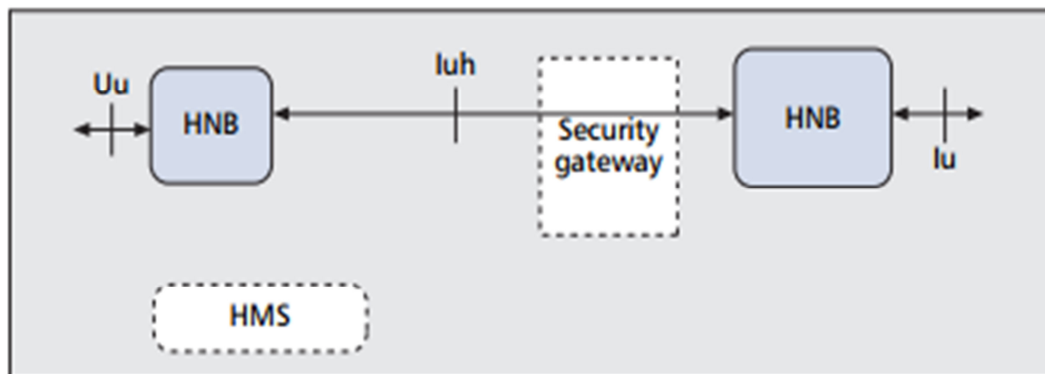 Uu
HNB
Iuh
Security
gateway
HNB
Iu
HMS